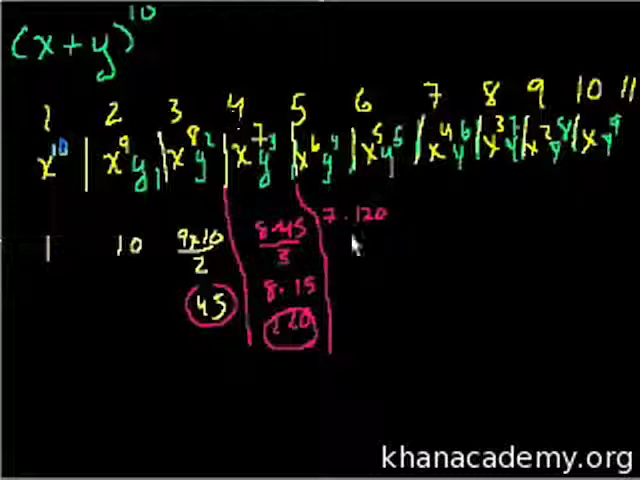 (x+y)^10
1 2 3 4 5 6 7 8 9 10 11
x^10 | x^9 y | x^8 y^2 | x^7 y^3 | x^6 y^4 | x^5 y^5 | x^4 y^6 | x^3 y^7 | x^2 y^8 | x y^9
7·120
1 10 9x10/2 8·45/3
8·15
45
120
khanacademy.org